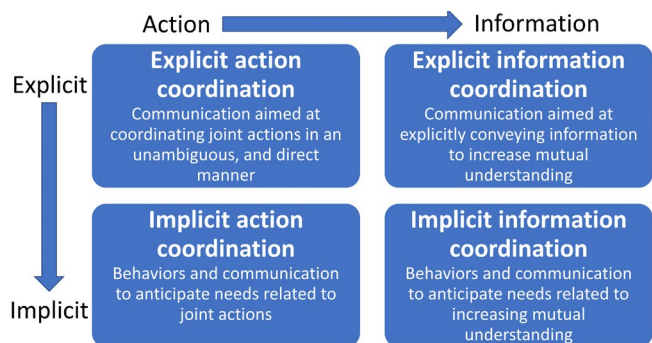 Action
Information
Explicit
Explicit action
coordination
Communication aimed at
coordinating joint actions in an
unambiguous, and direct
manner
Explicit information
coordination
Communication aimed at
explicitly conveying information
to increase mutual
understanding
Implicit
Implicit action
coordination
Behaviors and communication
to anticipate needs related to
joint actions
Implicit information
coordination
Behaviors and communication
to anticipate needs related to
increasing mutual
understanding